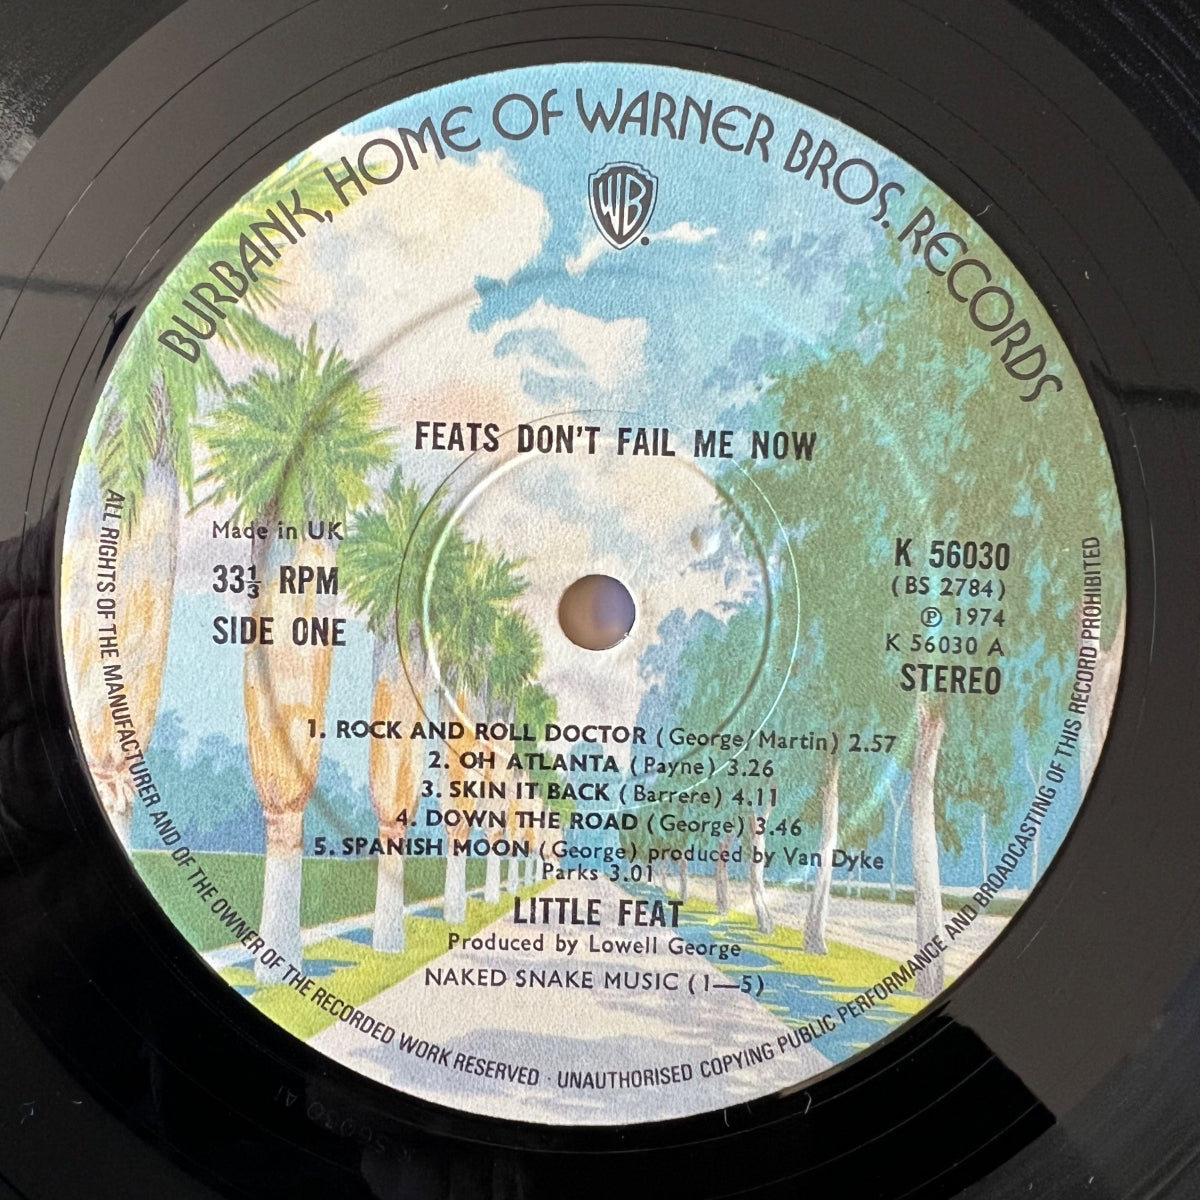 BURBANK, HOME OF WARNER BROS. RECORDS
WB
FEATS DON'T FAIL ME NOW
Made in UK
33⅓ RPM
SIDE ONE
K 56030
(BS 2784)
℗ 1974
K 56030 A
STEREO
1. ROCK AND ROLL DOCTOR (George/Martin) 2.57
2. OH ATLANTA (Payne) 3.26
3. SKIN IT BACK (Barrere) 4.11
4. DOWN THE ROAD (George) 3.46
5. SPANISH MOON (George) produced by Van Dyke
Parks 3.01
LITTLE FEAT
Produced by Lowell George
NAKED SNAKE MUSIC (1—5)
ALL RIGHTS OF THE MANUFACTURER AND OF THE OWNER OF THE RECORDED WORK RESERVED · UNAUTHORISED COPYING PUBLIC PERFORMANCE AND BROADCASTING OF THIS RECORD PROHIBITED